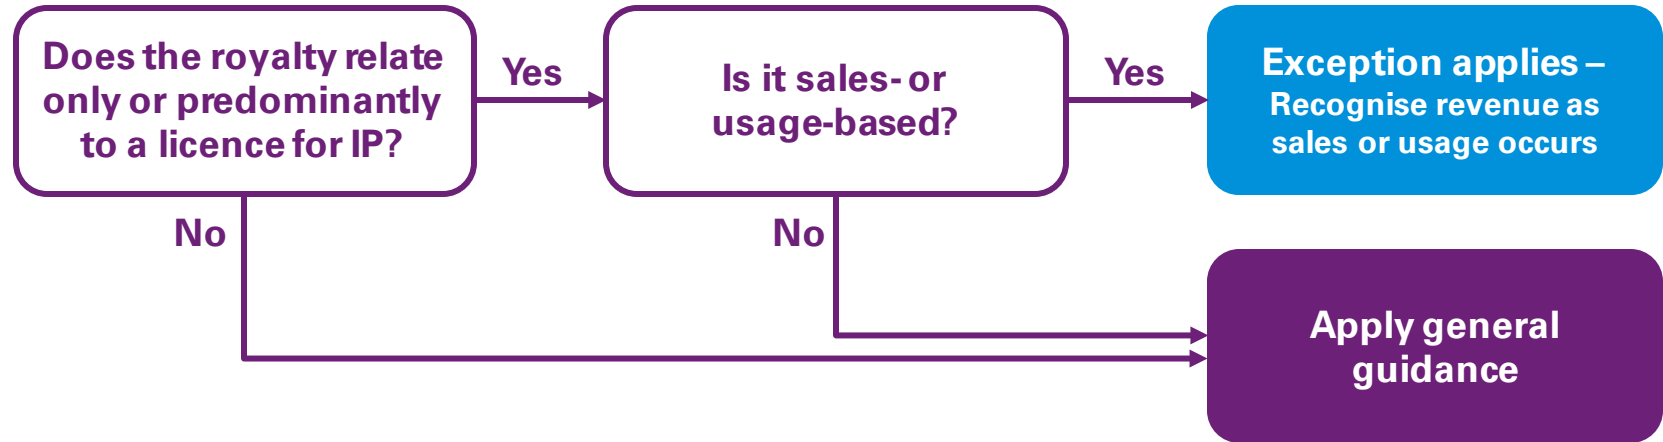 Does the royalty relate
only or predominantly
to a licence for IP?
Yes
Is it sales- or
usage-based?
Yes
Exception applies –
Recognise revenue as
sales or usage occurs
No
No
Apply general
guidance